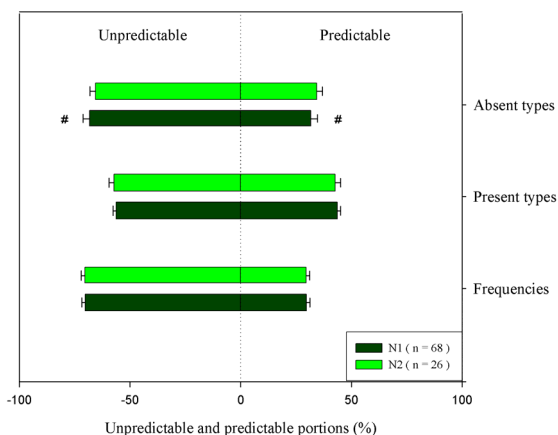 Unpredictable Predictable
Absent types
# #
Present types
Frequencies
N1 ( n = 68 )
N2 ( n = 26 )
-100 -50 0 50 100
Unpredictable and predictable portions (%)